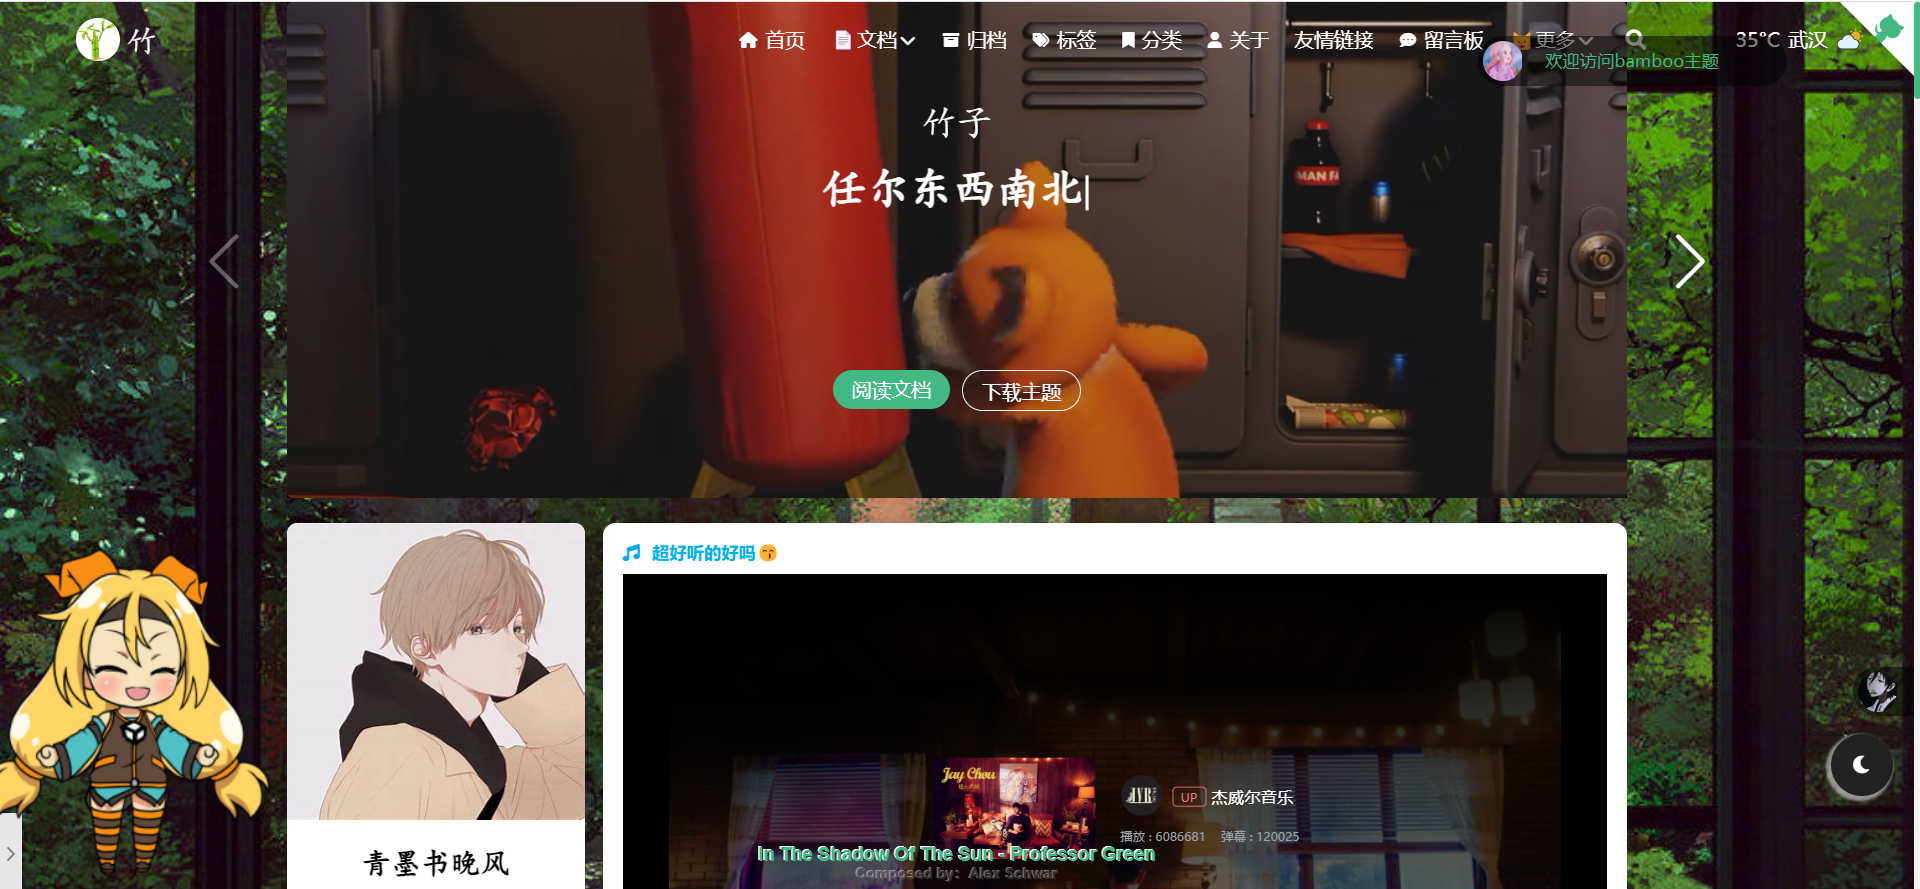 竹
首页
文档
归档
标签
分类
关于
友情链接
留言板
更多
35°C 武汉
欢迎访问bamboo主题
竹子
任尔东西南北
MAN FA
阅读文档
下载主题
超好听的好吗
Jay Chou
UP 杰威尔音乐
播放 : 6086681 弹幕 : 120025
In The Shadow Of The Sun - Professor Green
Composed by: Alex Schwar
青墨书晚风